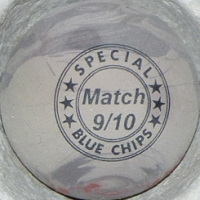 SPECIAL
Match
9/10
BLUE CHIPS